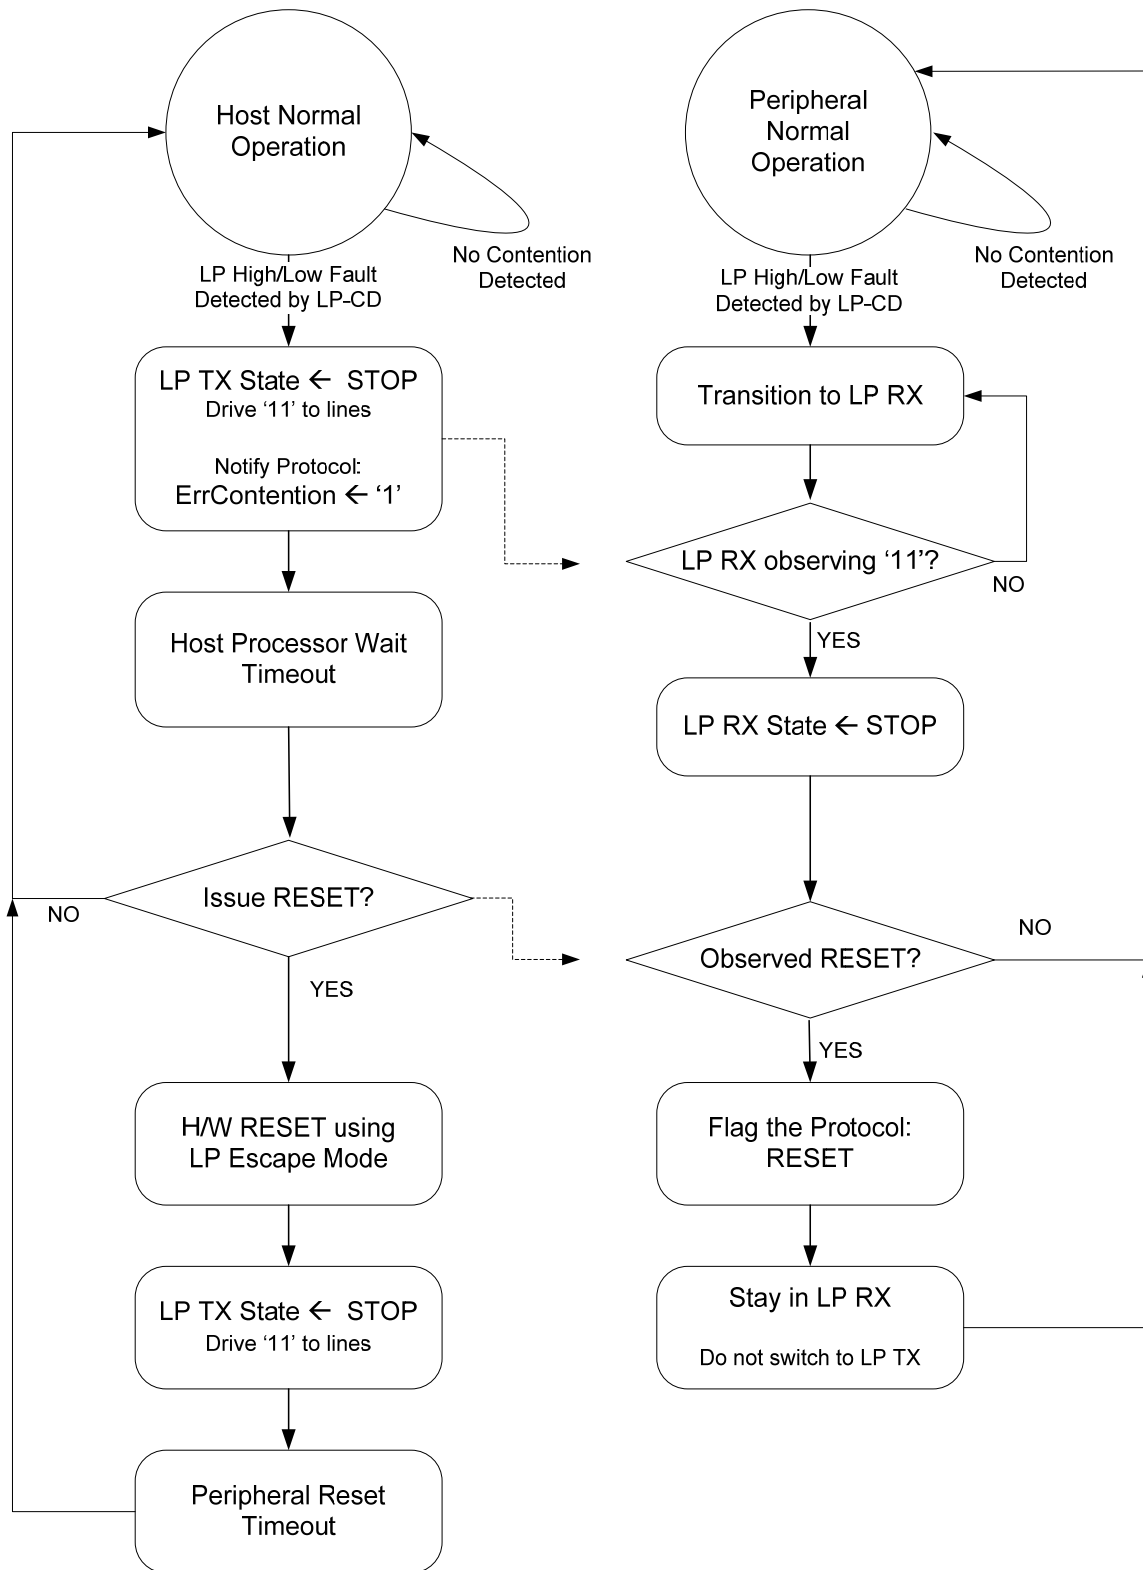 Host Normal
Operation
No Contention
Detected
LP High/Low Fault
Detected by LP-CD
LP TX State ← STOP
Drive ‘11’ to lines
Notify Protocol:
ErrContention ← ‘1’
Host Processor Wait
Timeout
Issue RESET?
NO
YES
H/W RESET using
LP Escape Mode
LP TX State ← STOP
Drive ‘11’ to lines
Peripheral Reset
Timeout
Peripheral
Normal
Operation
No Contention
Detected
LP High/Low Fault
Detected by LP-CD
Transition to LP RX
LP RX observing ‘11’?
NO
YES
LP RX State ← STOP
Observed RESET?
NO
YES
Flag the Protocol:
RESET
Stay in LP RX
Do not switch to LP TX